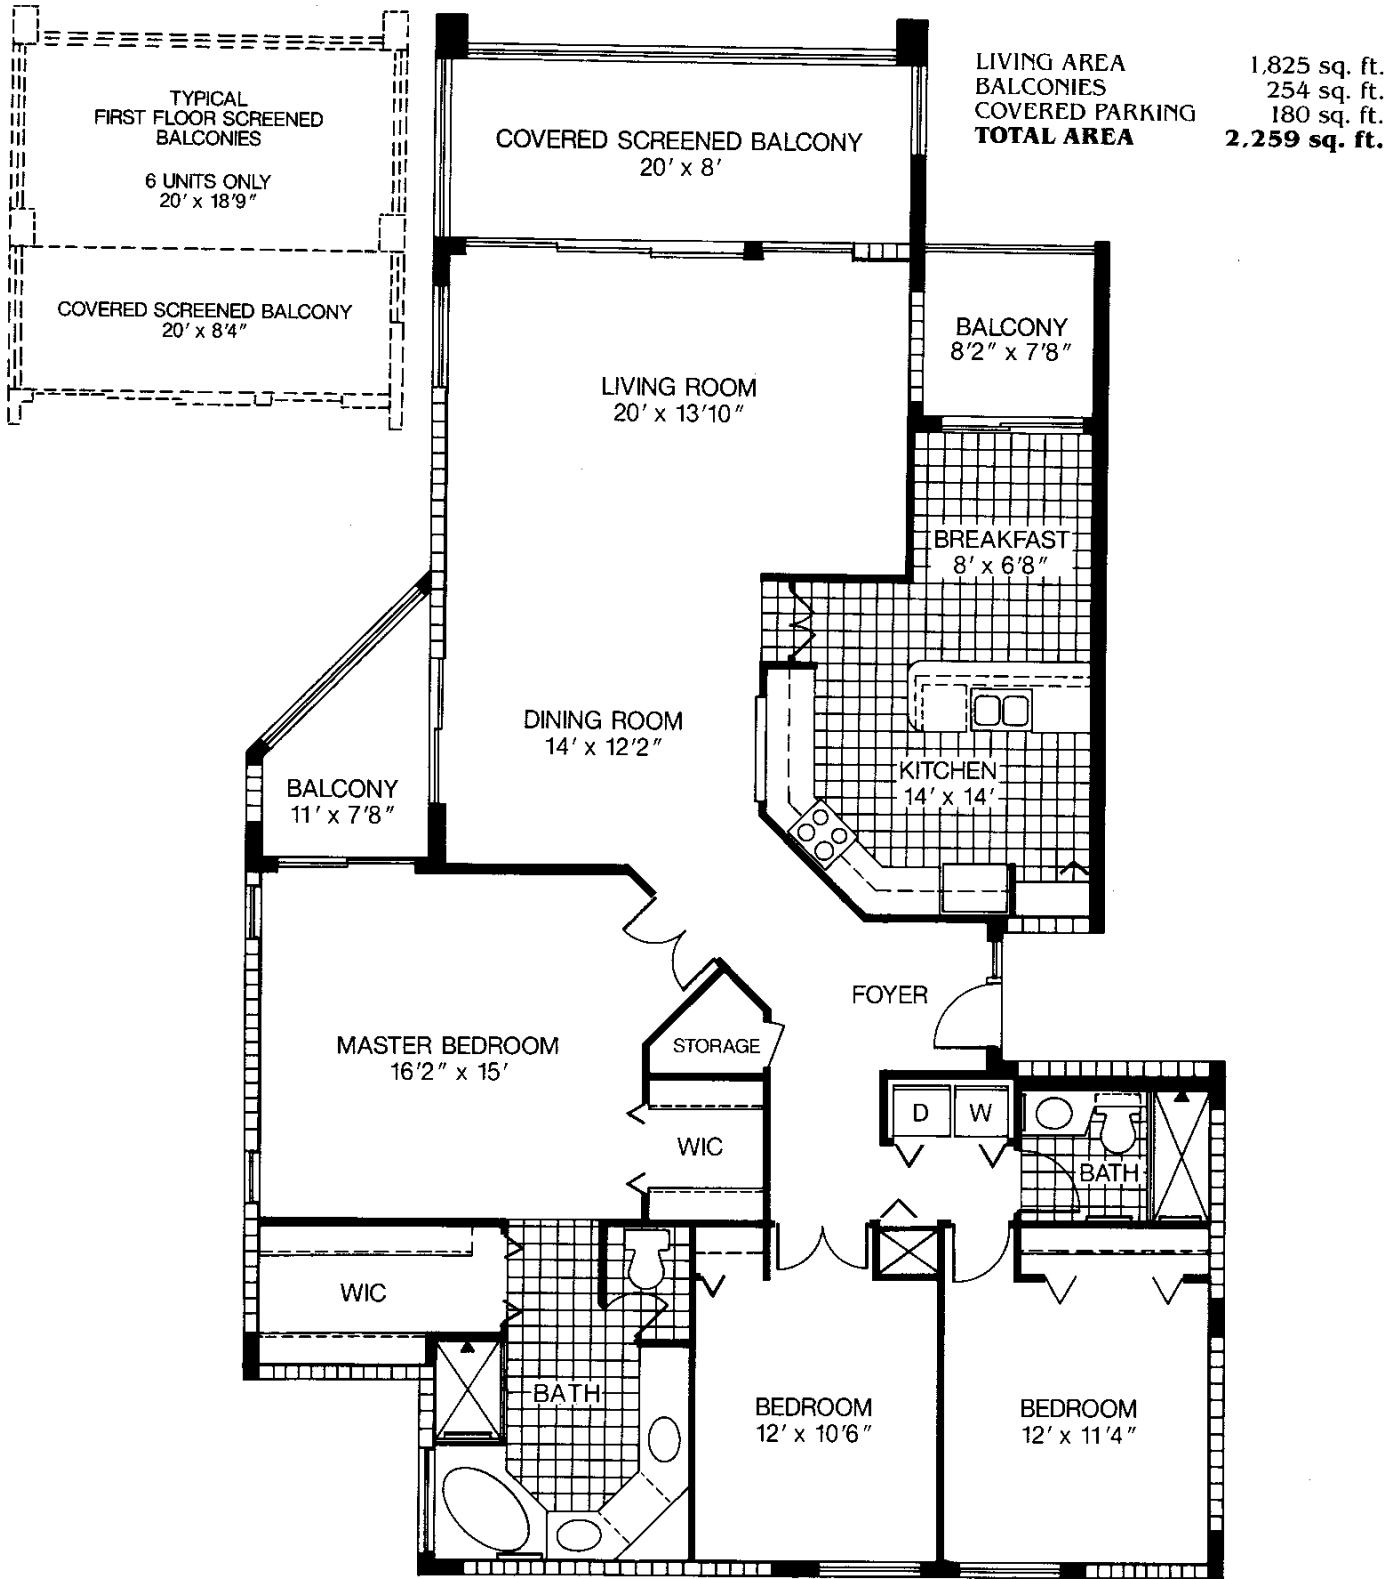 LIVING AREA 1,825 sq. ft.
BALCONIES 254 sq. ft.
COVERED PARKING 180 sq. ft.
TOTAL AREA 2,259 sq. ft.
TYPICAL
FIRST FLOOR SCREENED
BALCONIES
6 UNITS ONLY
20' x 18'9"
COVERED SCREENED BALCONY
20' x 8'4"
COVERED SCREENED BALCONY
20' x 8'
BALCONY
8'2" x 7'8"
LIVING ROOM
20' x 13'10"
BREAKFAST
8' x 6'8"
DINING ROOM
14' x 12'2"
KITCHEN
14' x 14'
BALCONY
11' x 7'8"
FOYER
MASTER BEDROOM
16'2" x 15'
STORAGE
D W
WIC
BATH
WIC
BATH
BEDROOM
12' x 10'6"
BEDROOM
12' x 11'4"